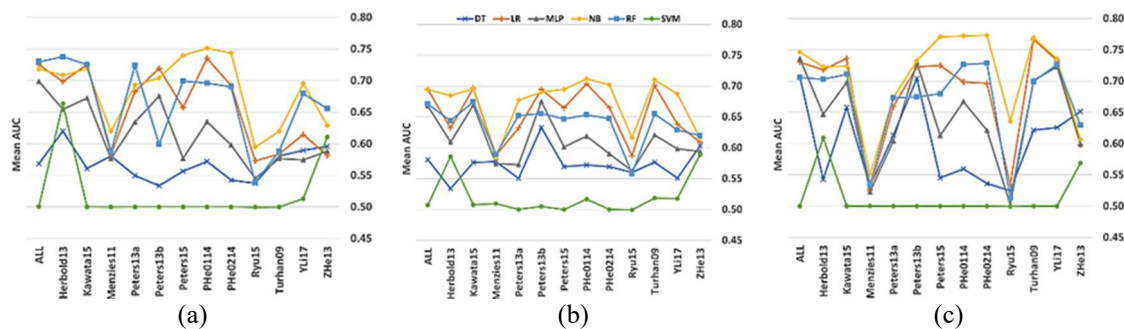 DT LR MLP NB RF SVM
Mean AUC
0.80
0.75
0.70
0.65
0.60
0.55
0.50
0.45
ALL
Herbold13
Kawata15
Menzies11
Peters13a
Peters13b
Peters15
PHe0114
PHe0214
Ryu15
Turhan09
YLi17
ZHe13
(a)
Mean AUC
0.80
0.75
0.70
0.65
0.60
0.55
0.50
0.45
ALL
Herbold13
Kawata15
Menzies11
Peters13a
Peters13b
Peters15
PHe0114
PHe0214
Ryu15
Turhan09
YLi17
ZHe13
(b)
Mean AUC
0.80
0.75
0.70
0.65
0.60
0.55
0.50
0.45
ALL
Herbold13
Kawata15
Menzies11
Peters13a
Peters13b
Peters15
PHe0114
PHe0214
Ryu15
Turhan09
YLi17
ZHe13
(c)